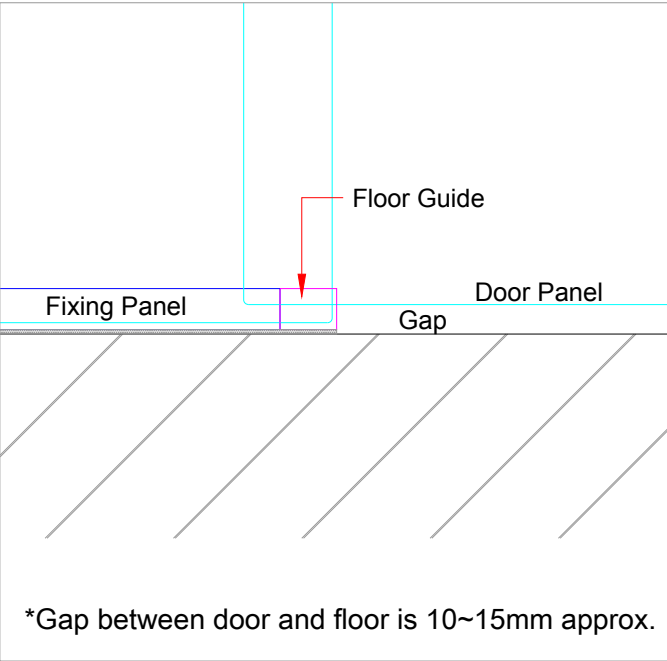 Floor Guide
Fixing Panel
Door Panel
Gap
*Gap between door and floor is 10~15mm approx.